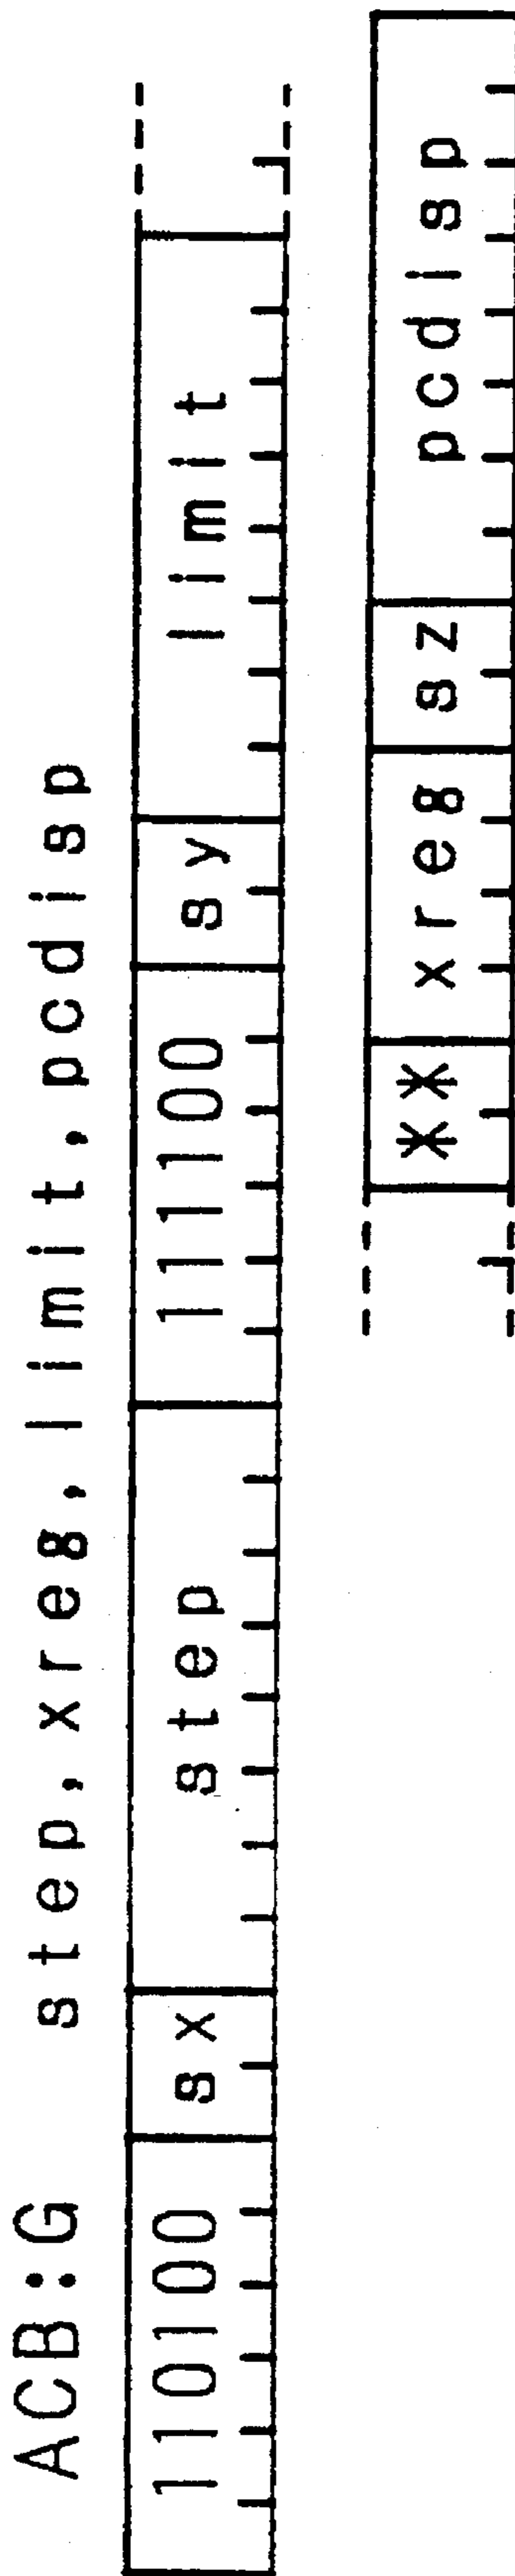 ACB:G step,xreg,limit,pcdisp
110100 sx step 111100 sy limit
** xreg sz pcdisp